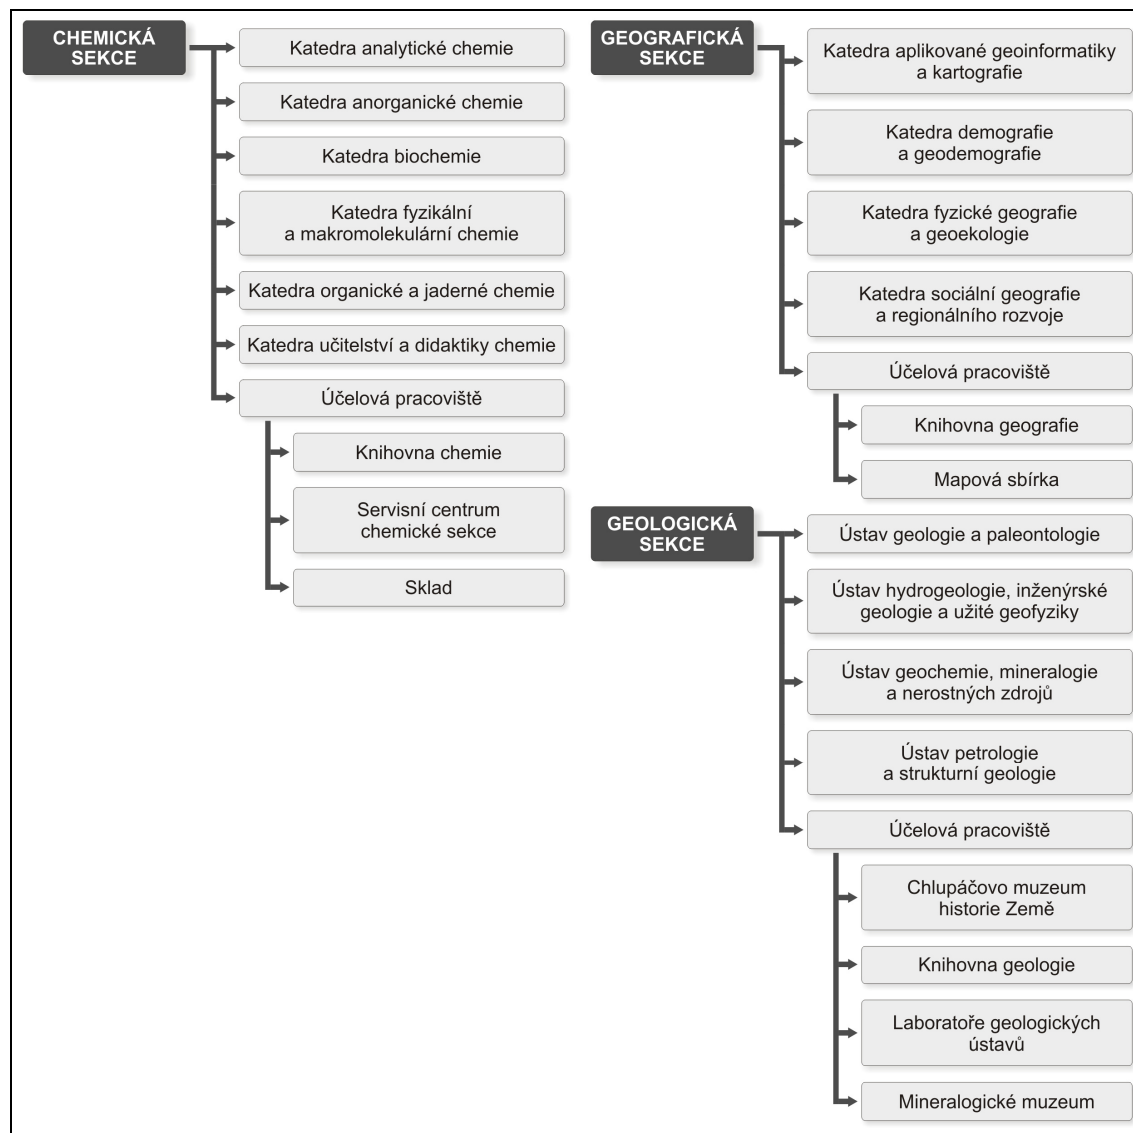 CHEMICKÁ
SEKCE
Katedra analytické chemie
Katedra anorganické chemie
Katedra biochemie
Katedra fyzikální
a makromolekulární chemie
Katedra organické a jaderné chemie
Katedra učitelství a didaktiky chemie
Účelová pracoviště
Knihovna chemie
Servisní centrum
chemické sekce
Sklad
GEOGRAFICKÁ
SEKCE
Katedra aplikované geoinformatiky
a kartografie
Katedra demografie
a geodemografie
Katedra fyzické geografie
a geoekologie
Katedra sociální geografie
a regionálního rozvoje
Účelová pracoviště
Knihovna geografie
Mapová sbírka
GEOLOGICKÁ
SEKCE
Ústav geologie a paleontologie
Ústav hydrogeologie, inženýrské
geologie a užité geofyziky
Ústav geochemie, mineralogie
a nerostných zdrojů
Ústav petrologie
a strukturní geologie
Účelová pracoviště
Chlupáčovo muzeum
historie Země
Knihovna geologie
Laboratoře geologických
ústavů
Mineralogické muzeum